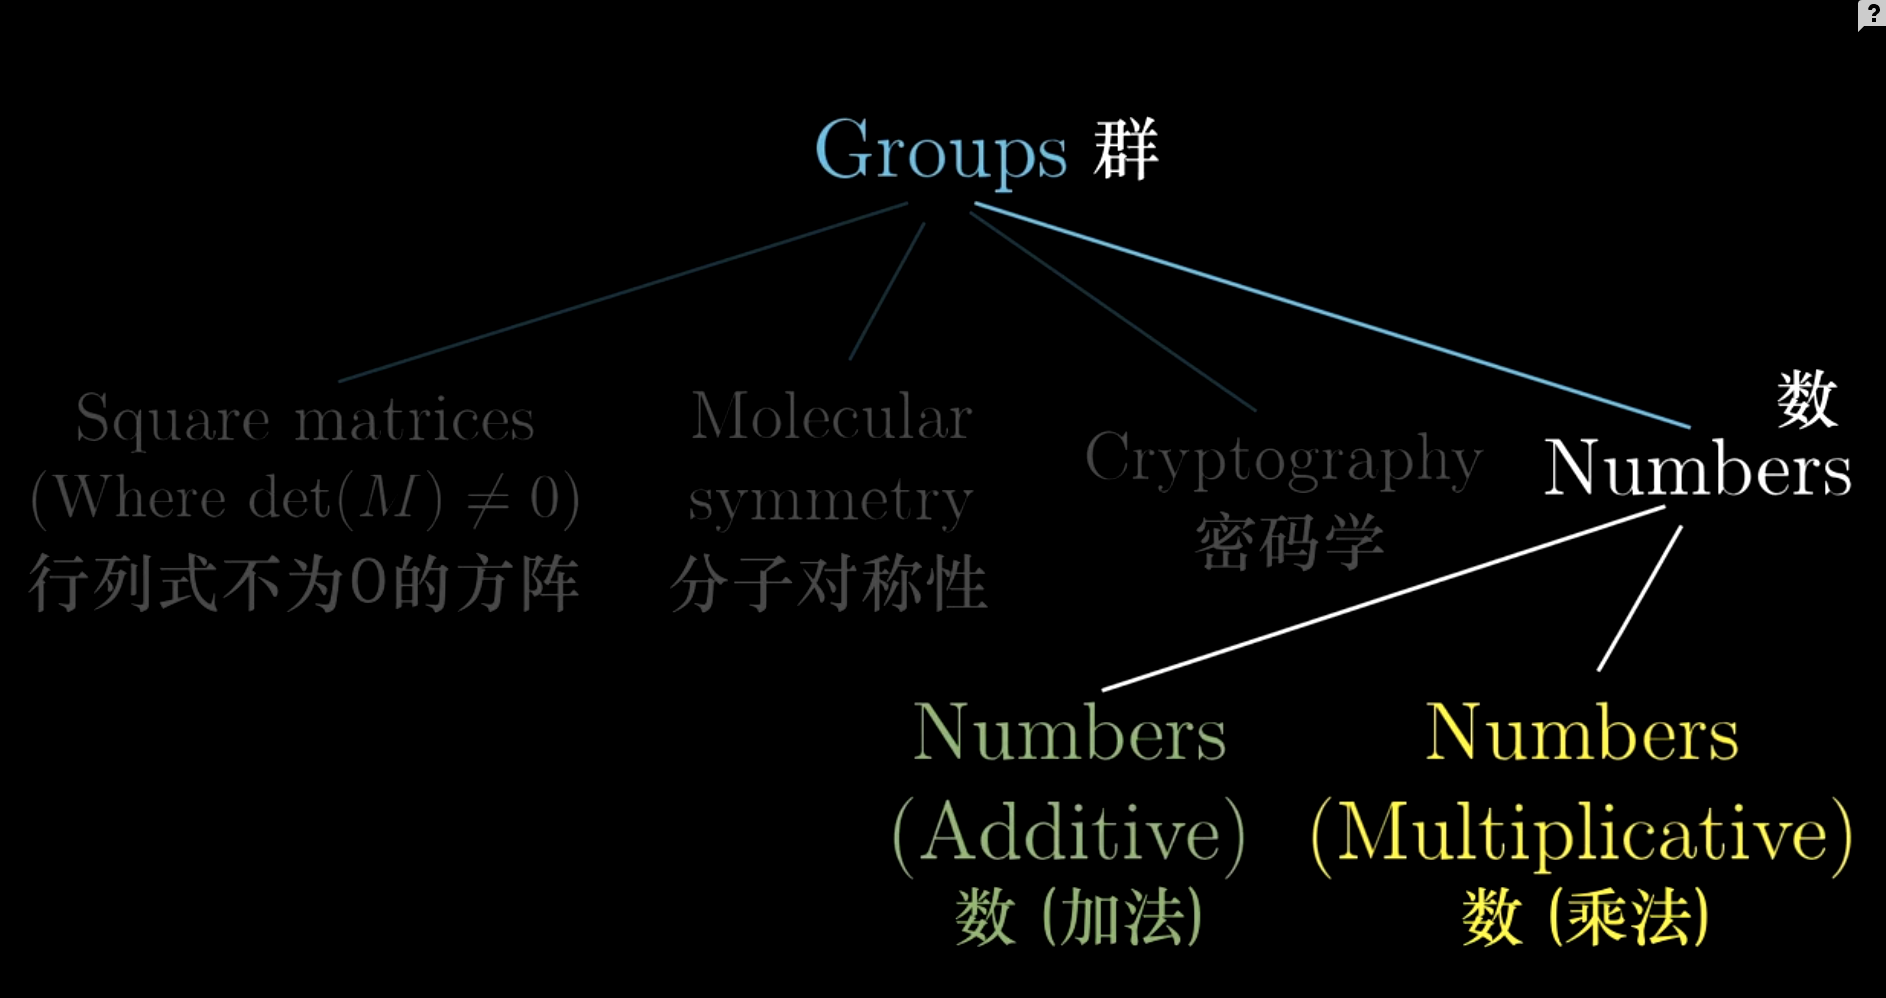 ?
Groups 群
Square matrices
(Where det(M) ≠ 0)
行列式不为0的方阵
Molecular
symmetry
分子对称性
Cryptography
密码学
数
Numbers
Numbers
(Additive)
数 (加法)
Numbers
(Multiplicative)
数 (乘法)